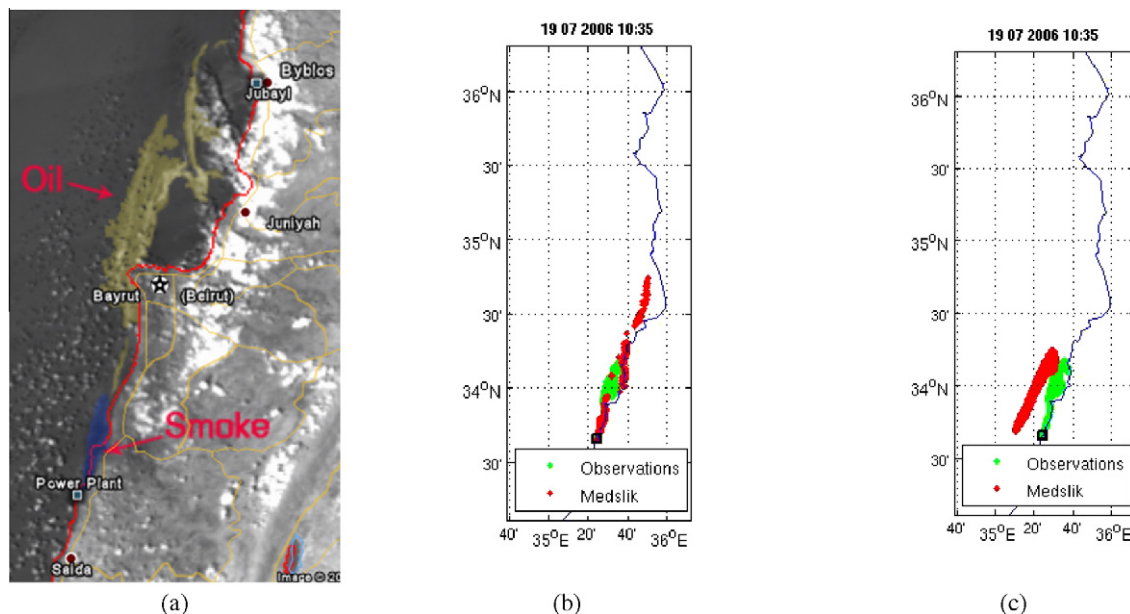 Byblos
Jubayl
Oil
Juniyah
Bayrut
(Beirut)
Smoke
Power Plant
Saida
Image © 20
(a)
19 07 2006 10:35
36°N
30'
35°N
30'
34°N
30'
Observations
Medslik
40'
35°E
20'
40'
36°E
(b)
19 07 2006 10:35
36°N
30'
35°N
30'
34°N
30'
Observations
Medslik
40'
35°E
20'
40'
36°E
(c)